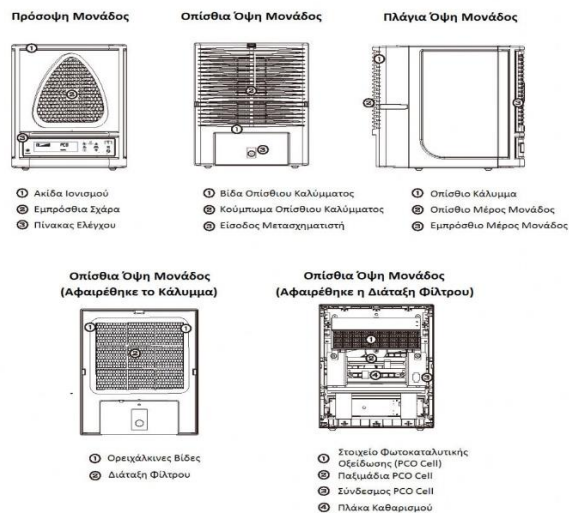 Πρόσοψη Μονάδος
① Ακίδα Ιονισμού
② Εμπρόσθια Σχάρα
③ Πίνακας Ελέγχου
Οπίσθια Όψη Μονάδος
① Βίδα Οπίσθιου Καλύμματος
② Κούμπωμα Οπίσθιου Καλύμματος
③ Είσοδος Μετασχηματιστή
Πλάγια Όψη Μονάδος
① Οπίσθιο Κάλυμμα
② Οπίσθιο Μέρος Μονάδος
③ Εμπρόσθιο Μέρος Μονάδος
Οπίσθια Όψη Μονάδος
(Αφαιρέθηκε το Κάλυμμα)
① Ορειχάλκινες Βίδες
② Διάταξη Φίλτρου
Οπίσθια Όψη Μονάδος
(Αφαιρέθηκε η Διάταξη Φίλτρου)
① Στοιχείο Φωτοκαταλυτικής
Οξείδωσης (PCO Cell)
② Παξιμάδια PCO Cell
③ Σύνδεσμος PCO Cell
④ Πλάκα Καθαρισμού